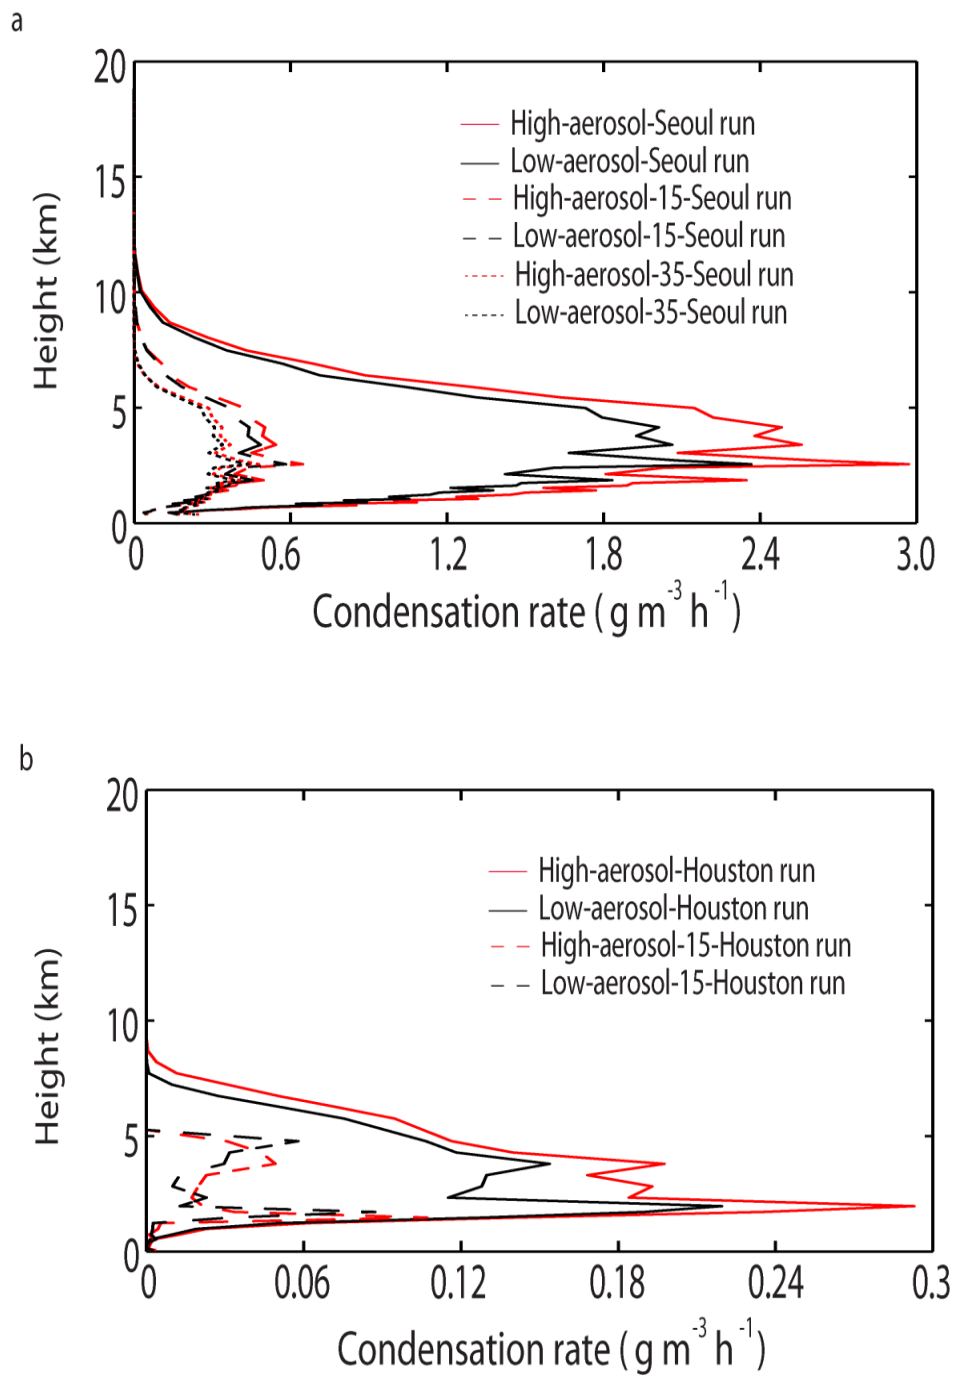 a
20
15
10
5
0
High-aerosol-Seoul run
Low-aerosol-Seoul run
High-aerosol-15-Seoul run
Low-aerosol-15-Seoul run
High-aerosol-35-Seoul run
Low-aerosol-35-Seoul run
Height (km)
0 0.6 1.2 1.8 2.4 3.0
Condensation rate ( g m⁻³ h⁻¹)
b
20
15
10
5
0
High-aerosol-Houston run
Low-aerosol-Houston run
High-aerosol-15-Houston run
Low-aerosol-15-Houston run
Height (km)
0 0.06 0.12 0.18 0.24 0.3
Condensation rate ( g m⁻³ h⁻¹)